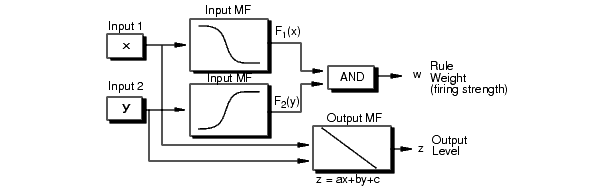 Input MF
Input 1
x
F1(x)
Input MF
Input 2
y
F2(y)
AND
w
Rule
Weight
(firing strength)
Output MF
z
Output
Level
z = ax+by+c